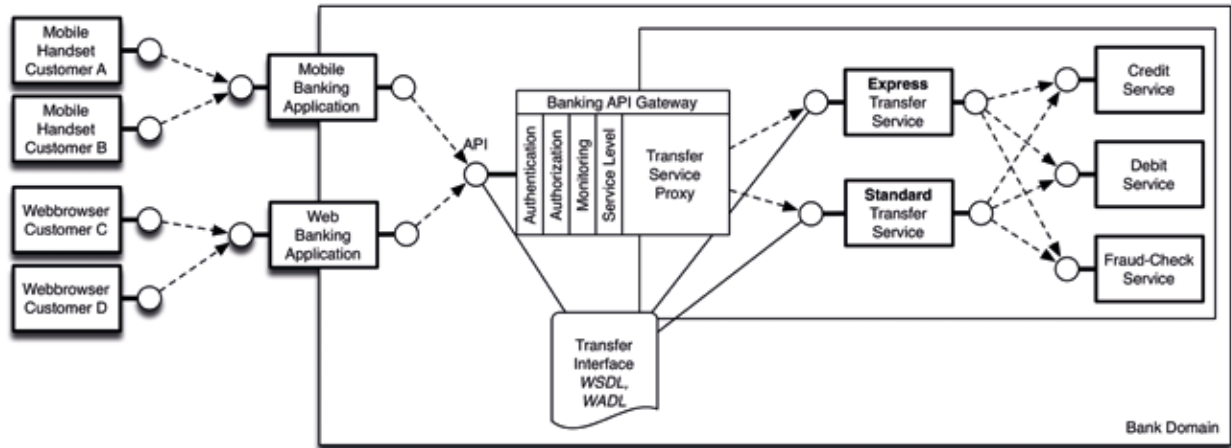 Mobile
Handset
Customer A
Mobile
Handset
Customer B
Webbrowser
Customer C
Webbrowser
Customer D
Mobile
Banking
Application
Web
Banking
Application
API
Banking API Gateway
Authentication
Authorization
Monitoring
Service Level
Transfer
Service
Proxy
Transfer
Interface
WSDL,
WADL
Express
Transfer
Service
Standard
Transfer
Service
Credit
Service
Debit
Service
Fraud-Check
Service
Bank Domain